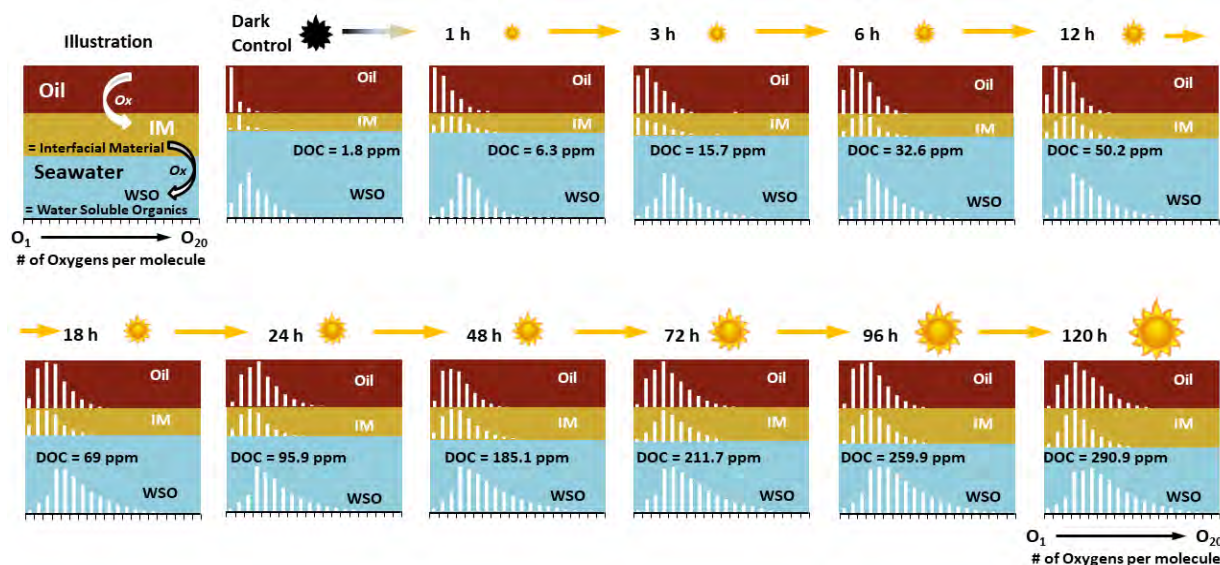 Illustration
Oil
Ox
IM
= Interfacial Material
Ox
Seawater
WSO
= Water Soluble Organics
O1 O20
# of Oxygens per molecule
Dark
Control
Oil
IM
DOC = 1.8 ppm
WSO
1 h
Oil
IM
DOC = 6.3 ppm
WSO
3 h
Oil
IM
DOC = 15.7 ppm
WSO
6 h
Oil
IM
DOC = 32.6 ppm
WSO
12 h
Oil
IM
DOC = 50.2 ppm
WSO
18 h
Oil
IM
DOC = 69 ppm
WSO
24 h
Oil
IM
DOC = 95.9 ppm
WSO
48 h
Oil
IM
DOC = 185.1 ppm
WSO
72 h
Oil
IM
DOC = 211.7 ppm
WSO
96 h
Oil
IM
DOC = 259.9 ppm
WSO
120 h
Oil
IM
DOC = 290.9 ppm
WSO
O1 O20
# of Oxygens per molecule